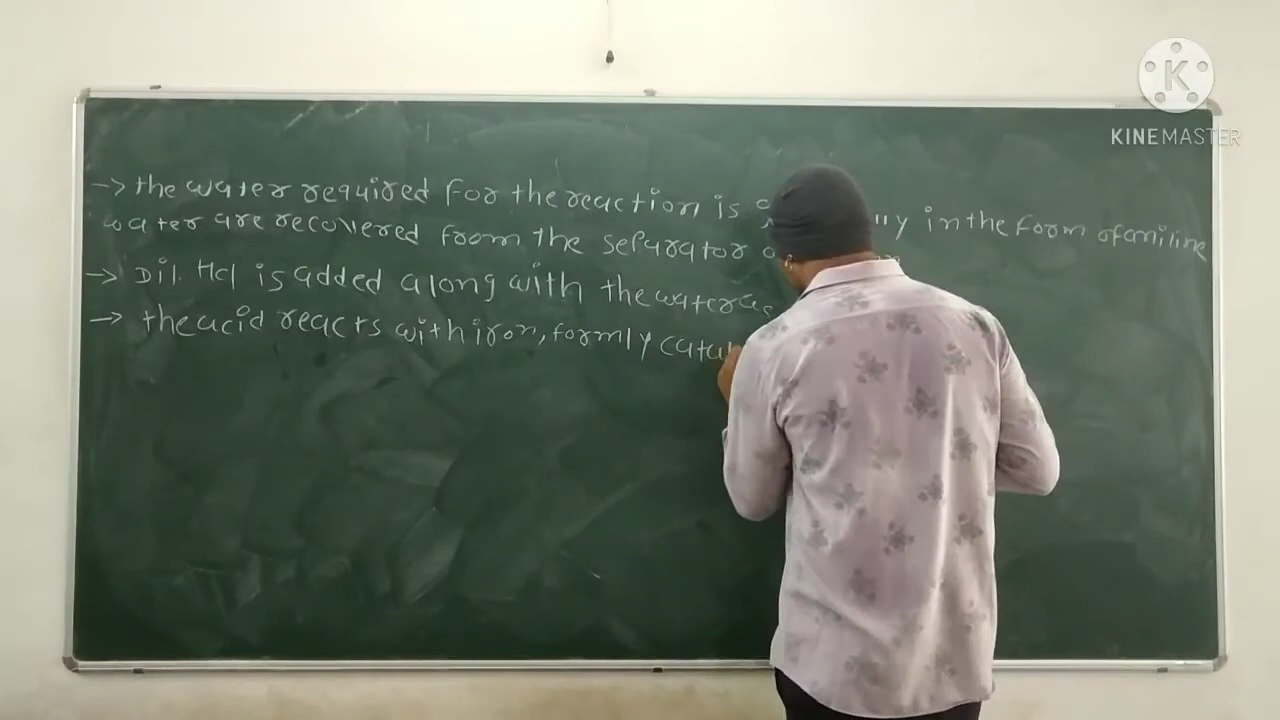 K
KINEMASTER
-> the water required for the reaction is in the form of aniline
water are recovered from the separator
-> Dil. Hcl is added along with the water
-> the acid reacts with iron, formly